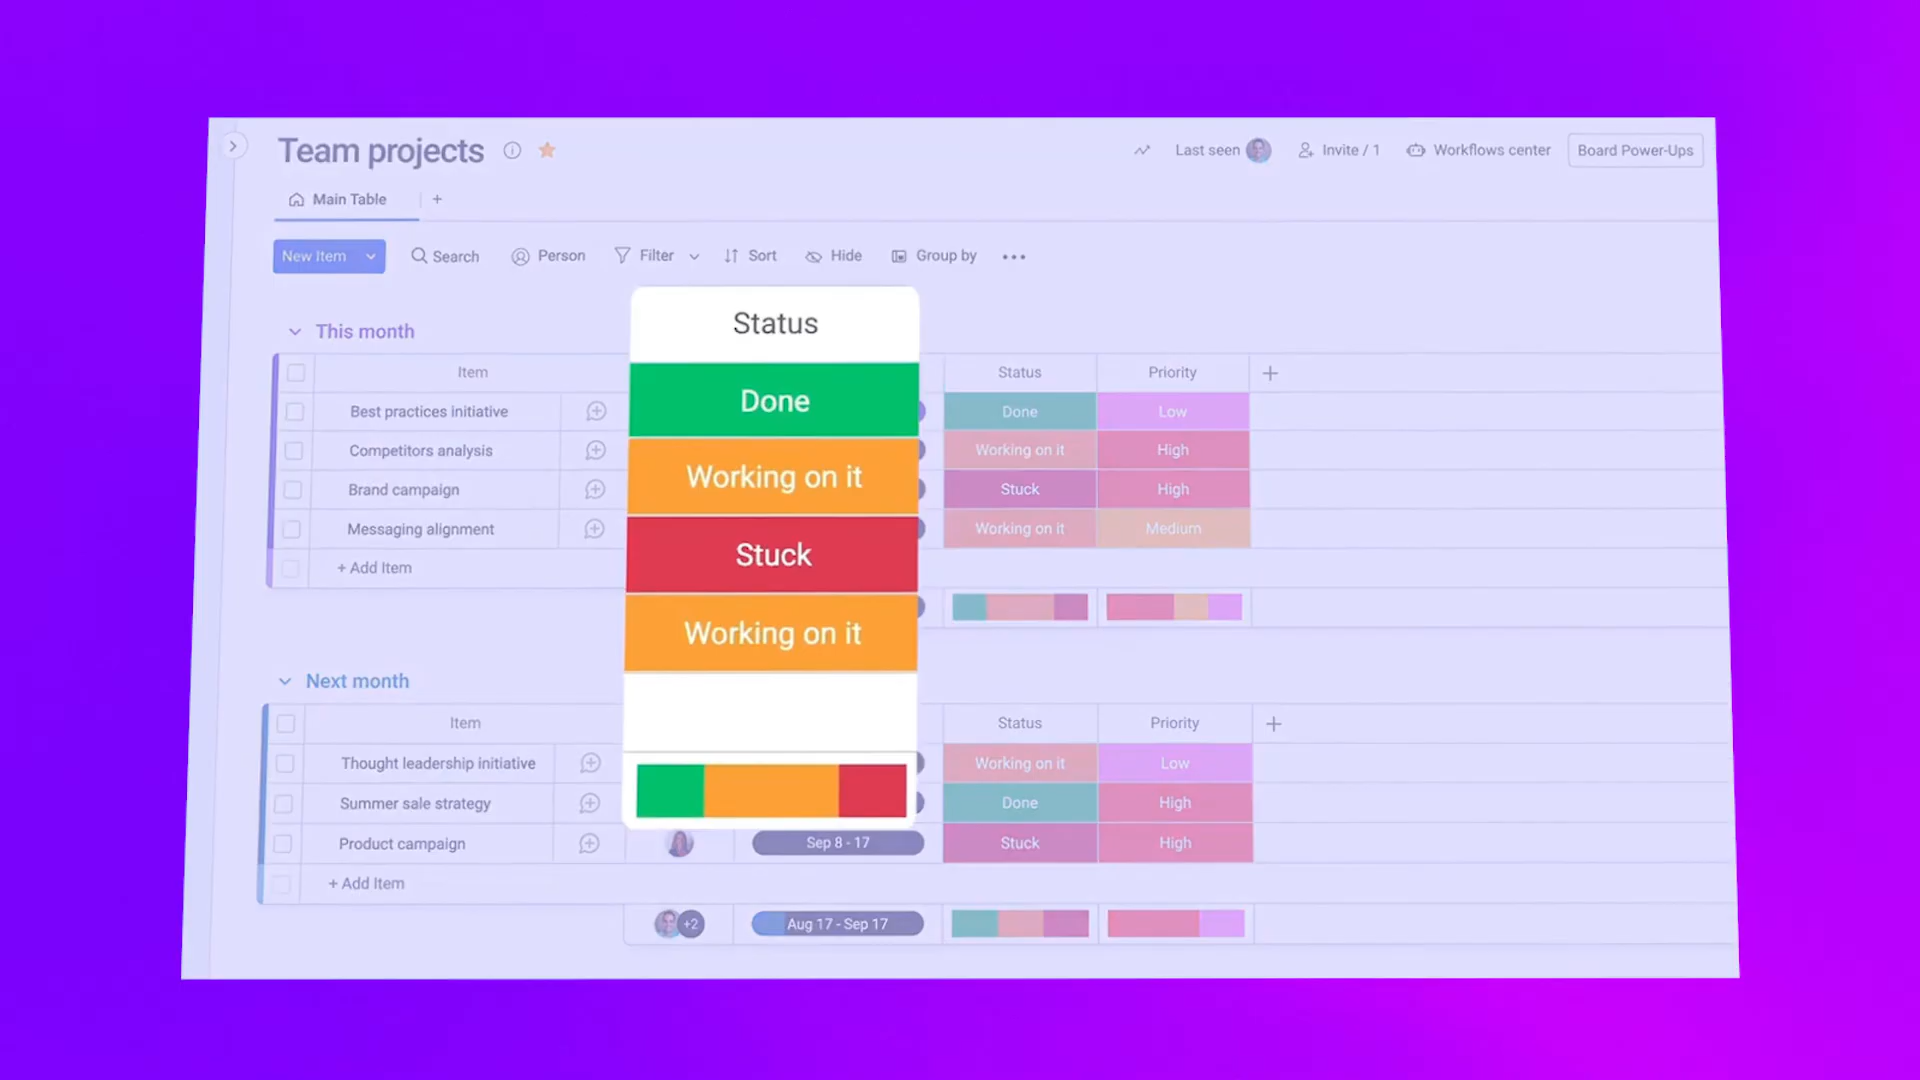 Team projects
Last seen
Invite / 1
Workflows center
Board Power-Ups
Main Table
+
New Item
Search
Person
Filter
Sort
Hide
Group by
This month
Status
Item
Status
Priority
+
Best practices initiative
Done
Done
Low
Competitors analysis
Working on it
Working on it
High
Brand campaign
Stuck
Stuck
High
Messaging alignment
Working on it
Working on it
Medium
+ Add Item
Next month
Item
Status
Priority
+
Thought leadership initiative
Working on it
Low
Summer sale strategy
Done
High
Product campaign
Sep 8 - 17
Stuck
High
+ Add Item
+2
Aug 17 - Sep 17